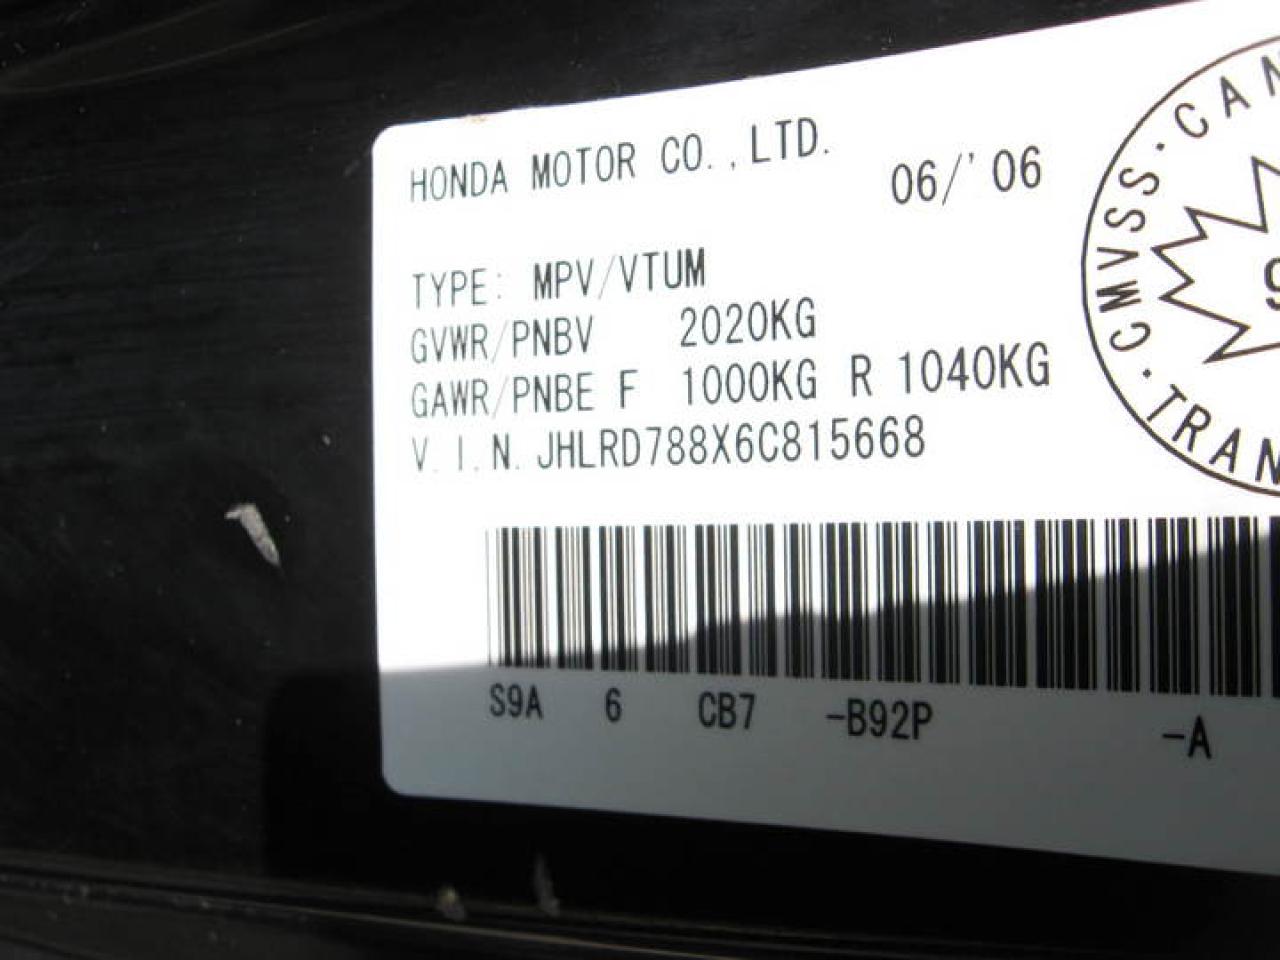 HONDA MOTOR CO., LTD.
06/'06
TYPE: MPV/VTUM
GVWR/PNBV 2020KG
GAWR/PNBE F 1000KG R 1040KG
V.I.N. JHLRD788X6C815668
S9A 6 CB7 -B92P -A
CMVSS · CAN
· TRAN